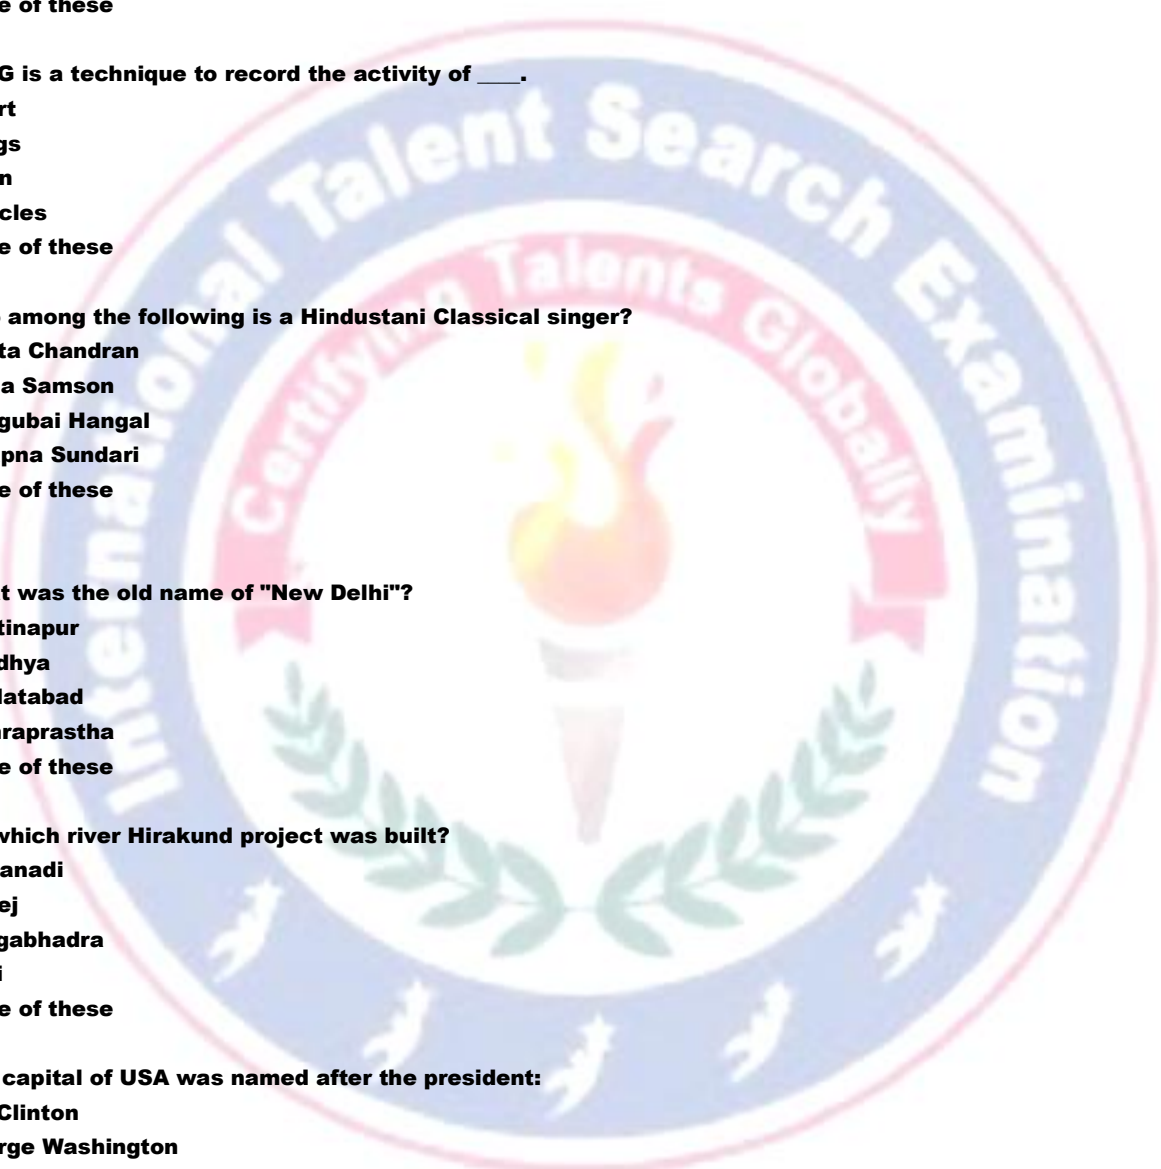 e of these
G is a technique to record the activity of ____.
rt
gs
n
cles
e of these
among the following is a Hindustani Classical singer?
ta Chandran
a Samson
gubai Hangal
pna Sundari
e of these
t was the old name of "New Delhi"?
tinapur
dhya
latabad
raprastha
e of these
which river Hirakund project was built?
anadi
ej
gabhadra
i
e of these
capital of USA was named after the president:
Clinton
rge Washington
International Talent Search Examination
Certifying Talents Globally